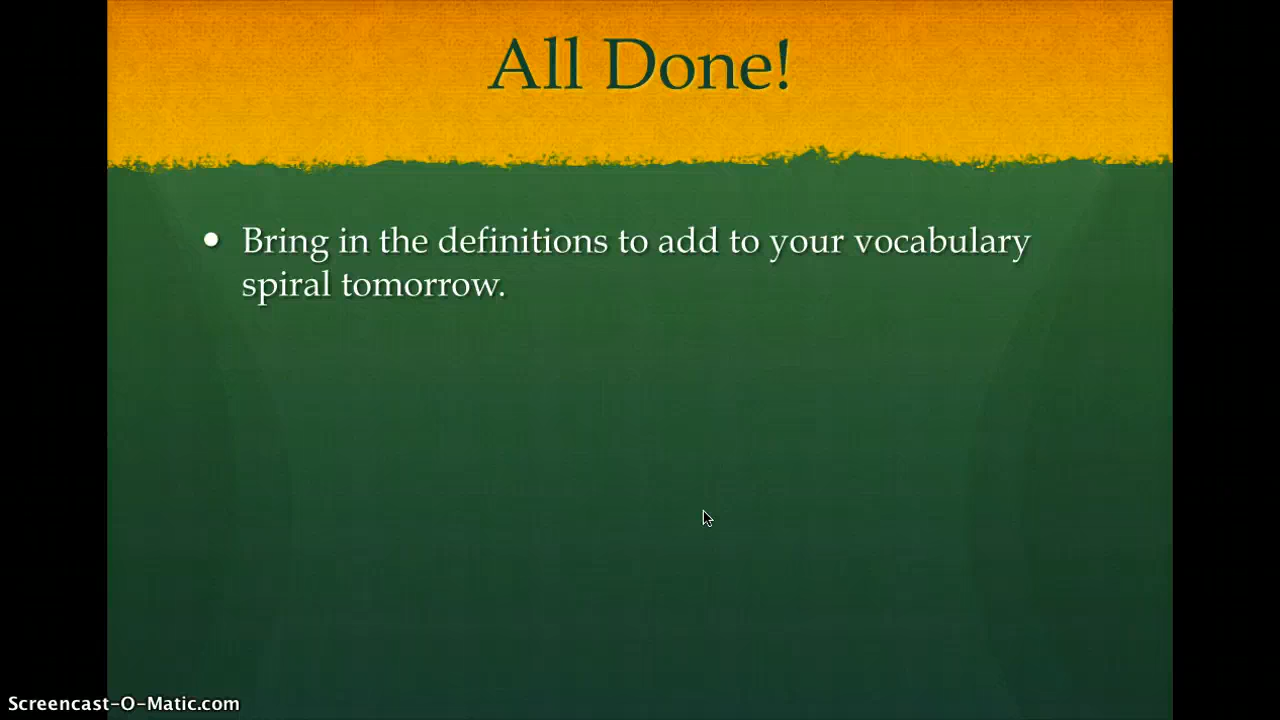 All Done!
• Bring in the definitions to add to your vocabulary
spiral tomorrow.
Screencast-O-Matic.com